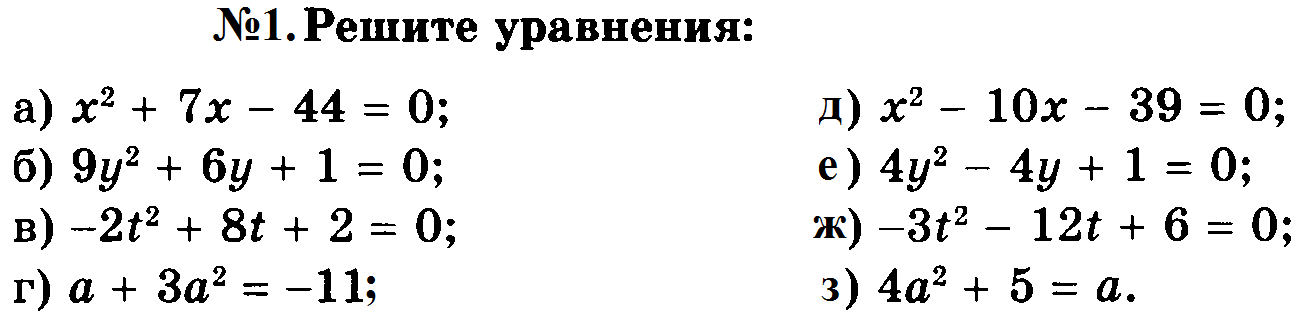 №1. Решите уравнения:
а) x² + 7x − 44 = 0;
б) 9y² + 6y + 1 = 0;
в) −2t² + 8t + 2 = 0;
г) a + 3a² = −11;
д) x² − 10x − 39 = 0;
е) 4y² − 4y + 1 = 0;
ж) −3t² − 12t + 6 = 0;
з) 4a² + 5 = a.